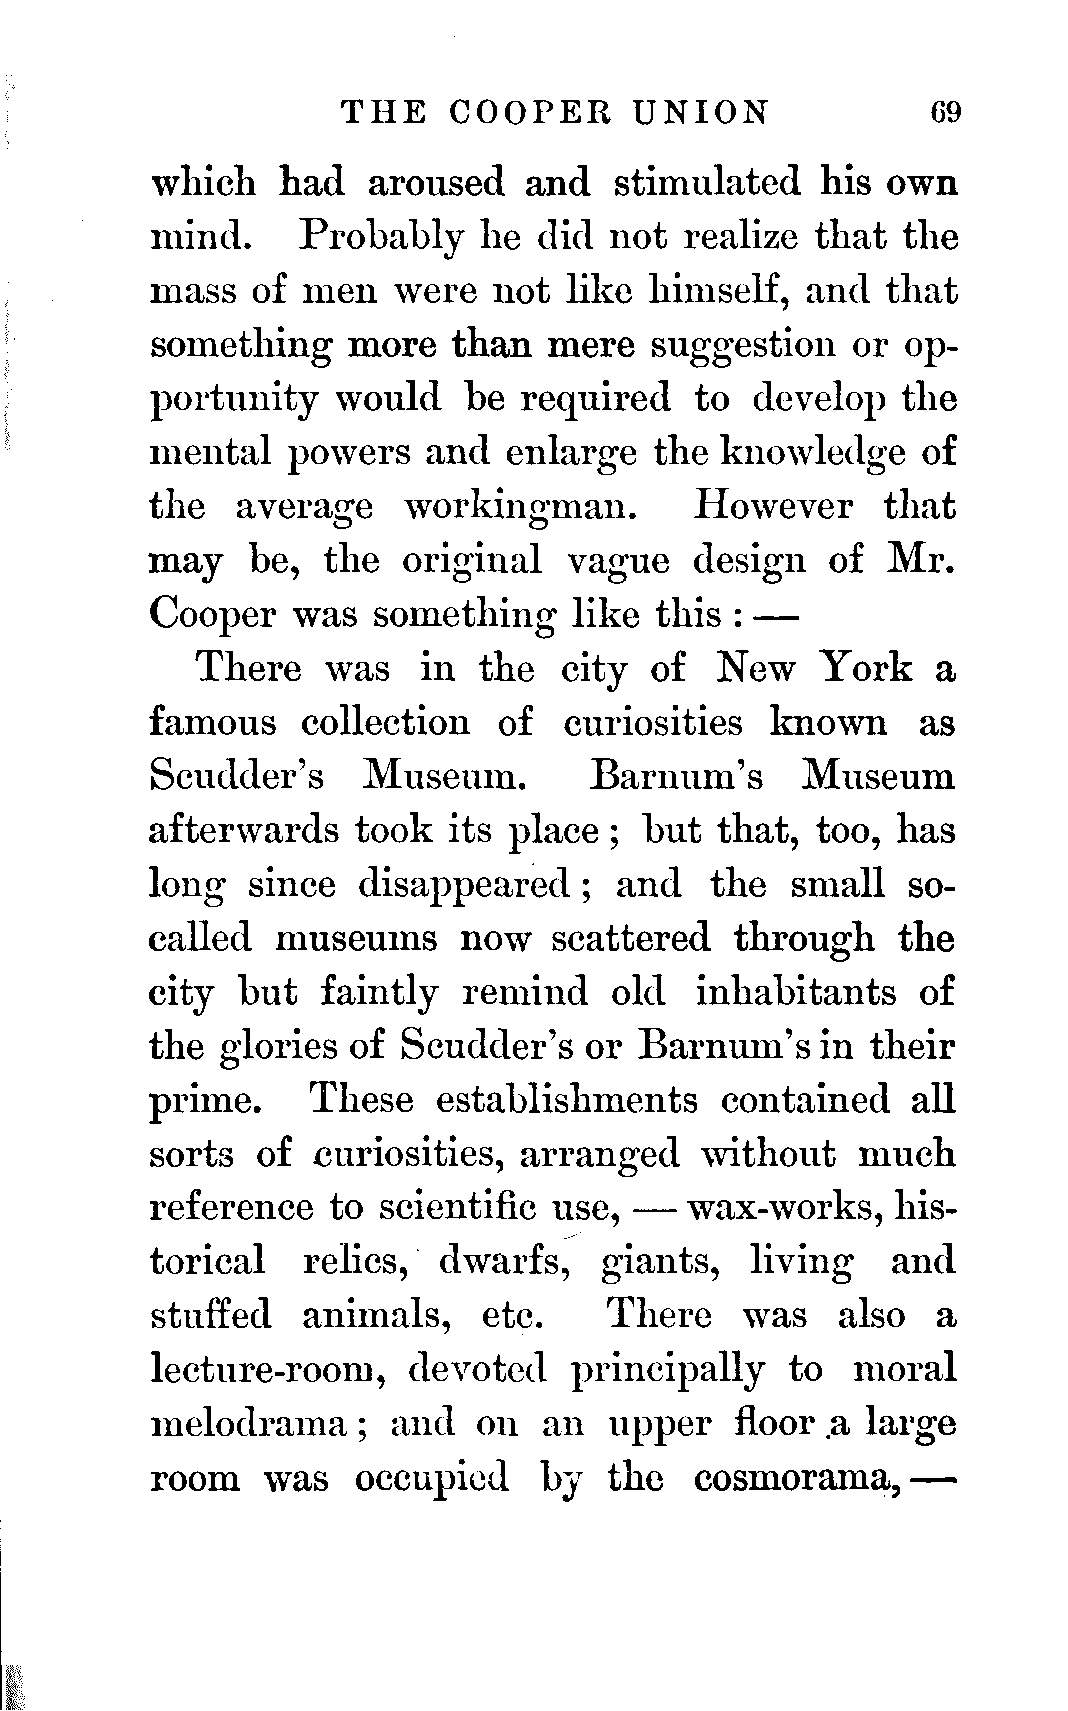 THE COOPER UNION 69
which had aroused and stimulated his own
mind. Probably he did not realize that the
mass of men were not like himself, and that
something more than mere suggestion or op-
portunity would be required to develop the
mental powers and enlarge the knowledge of
the average workingman. However that
may be, the original vague design of Mr.
Cooper was something like this : —
There was in the city of New York a
famous collection of curiosities known as
Scudder's Museum. Barnum's Museum
afterwards took its place ; but that, too, has
long since disappeared ; and the small so-
called museums now scattered through the
city but faintly remind old inhabitants of
the glories of Scudder's or Barnum's in their
prime. These establishments contained all
sorts of curiosities, arranged without much
reference to scientific use, — wax-works, his-
torical relics, dwarfs, giants, living and
stuffed animals, etc. There was also a
lecture-room, devoted principally to moral
melodrama ; and on an upper floor a large
room was occupied by the cosmorama, —